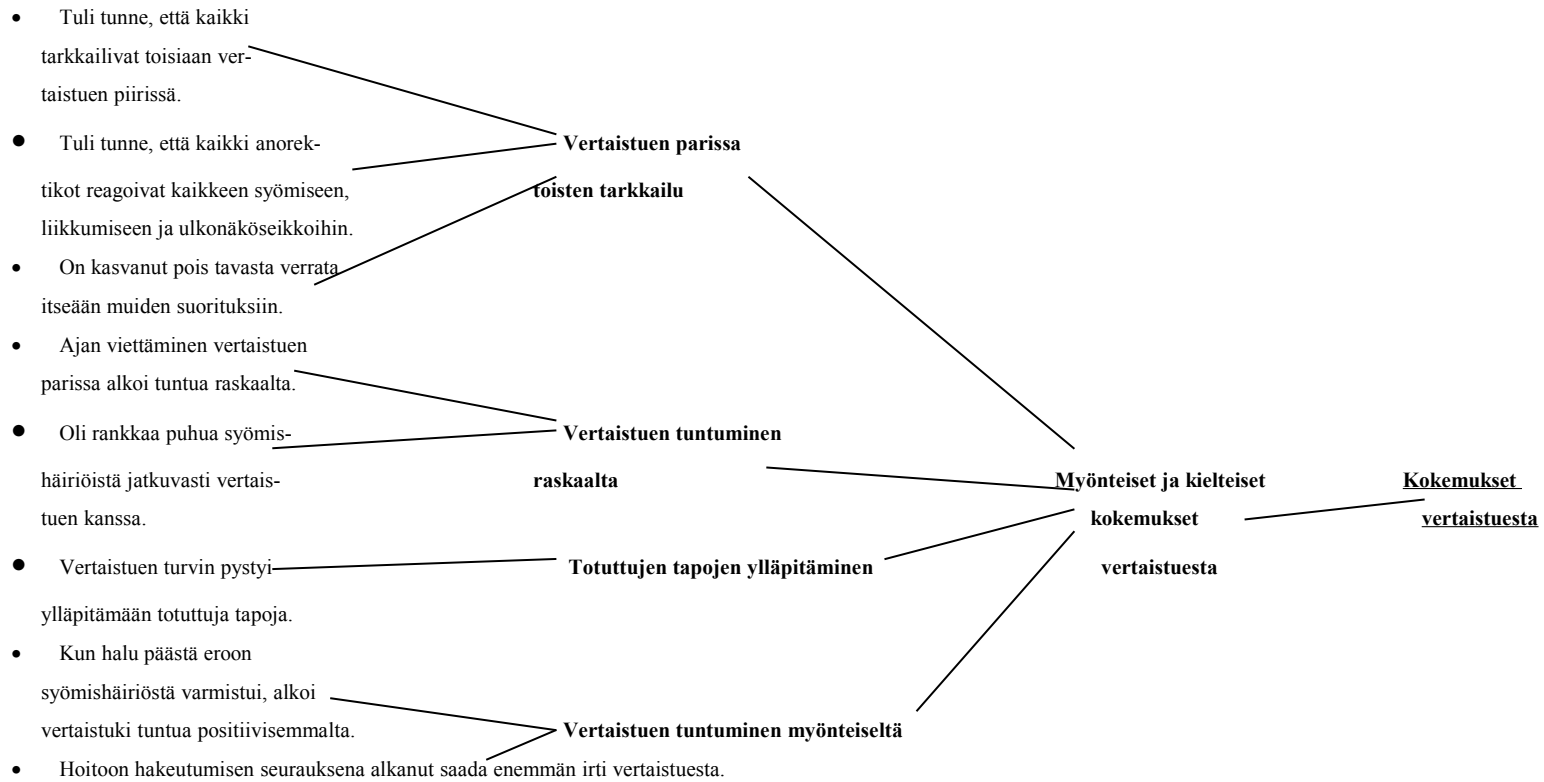 • Tuli tunne, että kaikki
tarkkailivat toisiaan ver-
taistuen piirissä.
• Tuli tunne, että kaikki anorek-
tikot reagoivat kaikkeen syömiseen,
liikkumiseen ja ulkonäköseikkoihin.
• On kasvanut pois tavasta verrata
itseään muiden suorituksiin.
• Ajan viettäminen vertaistuen
parissa alkoi tuntua raskaalta.
• Oli rankkaa puhua syömis-
häiriöistä jatkuvasti vertais-
tuen kanssa.
• Vertaistuen turvin pystyi
ylläpitämään totuttuja tapoja.
• Kun halu päästä eroon
syömishäiriöstä varmistui, alkoi
vertaistuki tuntua positiivisemmalta.
• Hoitoon hakeutumisen seurauksena alkanut saada enemmän irti vertaistuesta.
Vertaistuen parissa
toisten tarkkailu
Vertaistuen tuntuminen
raskaalta
Totuttujen tapojen ylläpitäminen
Vertaistuen tuntuminen myönteiseltä
Myönteiset ja kielteiset
kokemukset
vertaistuesta
Kokemukset
vertaistuesta